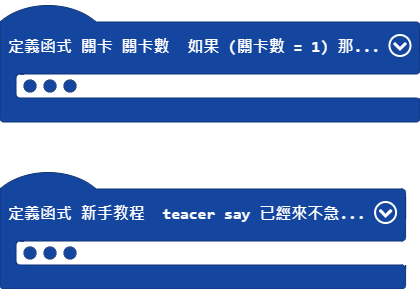 定義函式 關卡 關卡數 如果 (關卡數 = 1) 那...
定義函式 新手教程 teacer say 已經來不急...